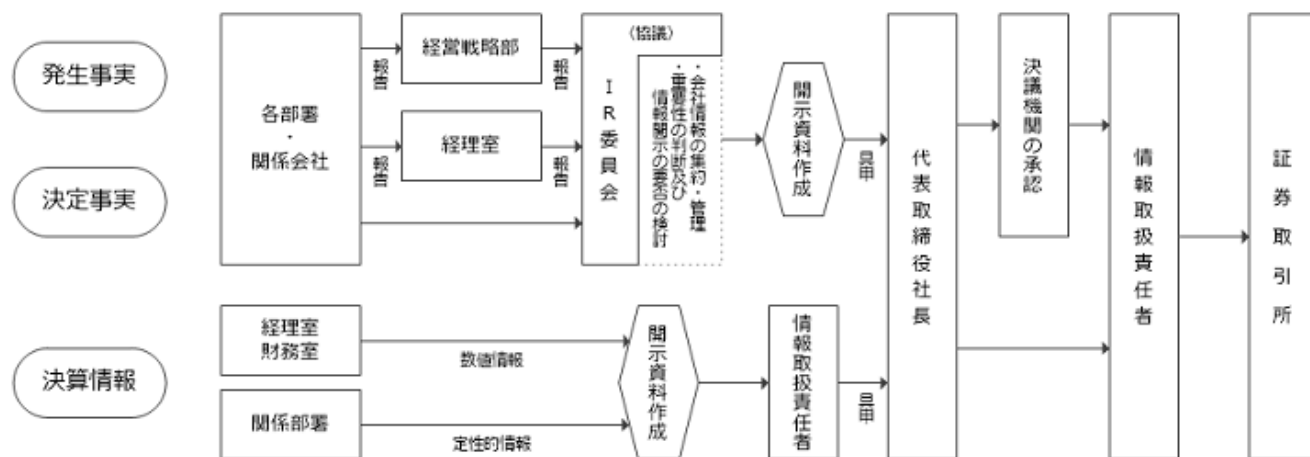 発生事実
決定事実
決算情報
各部署
・
関係会社
報告
経営戦略部
報告
報告
経理室
報告
IR委員会
(協議)
・会社情報の集約・管理
・重要性の判断及び
情報開示の要否の検討
開示資料作成
具申
代表取締役社長
決議機関の承認
情報取扱責任者
証券取引所
経理室
財務室
数値情報
関係部署
定性的情報
開示資料作成
情報取扱責任者
具申